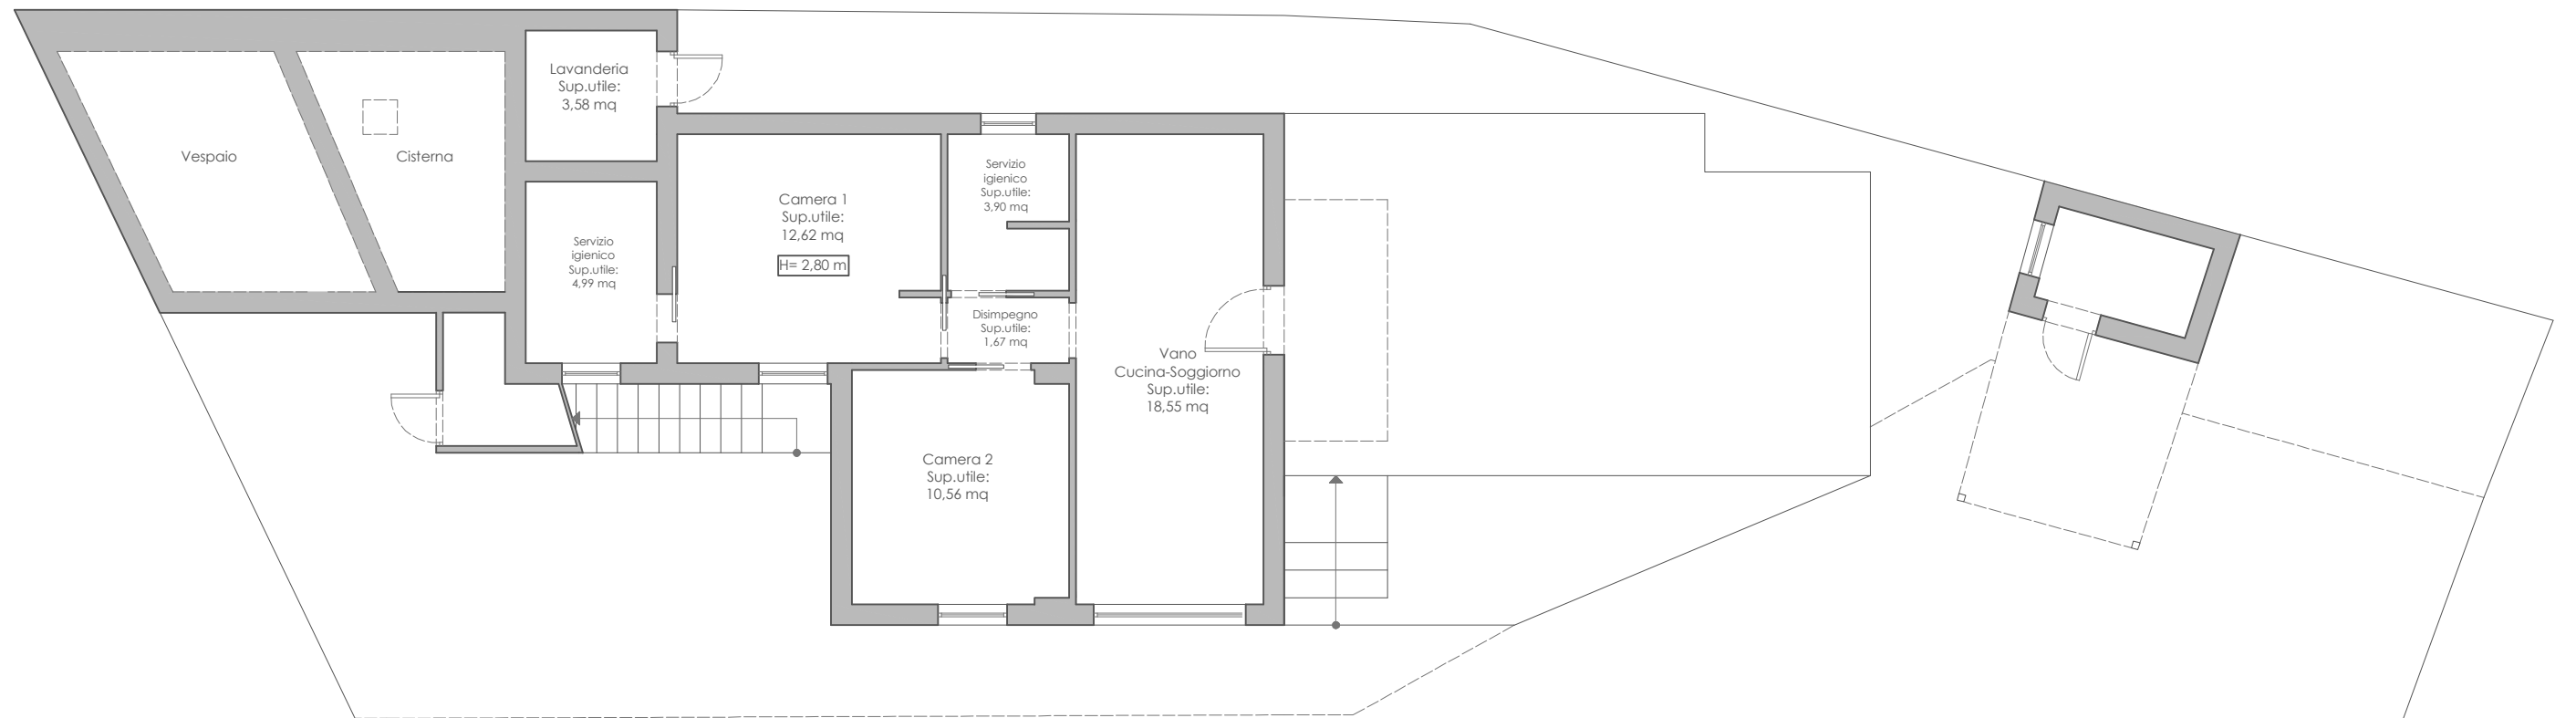 Lavanderia
Sup.utile:
3,58 mq
Vespaio
Cisterna
Servizio
igienico
Sup.utile:
4,99 mq
Camera 1
Sup.utile:
12,62 mq
H= 2,80 m
Servizio
igienico
Sup.utile:
3,90 mq
Disimpegno
Sup.utile:
1,67 mq
Vano
Cucina-Soggiorno
Sup.utile:
18,55 mq
Camera 2
Sup.utile:
10,56 mq